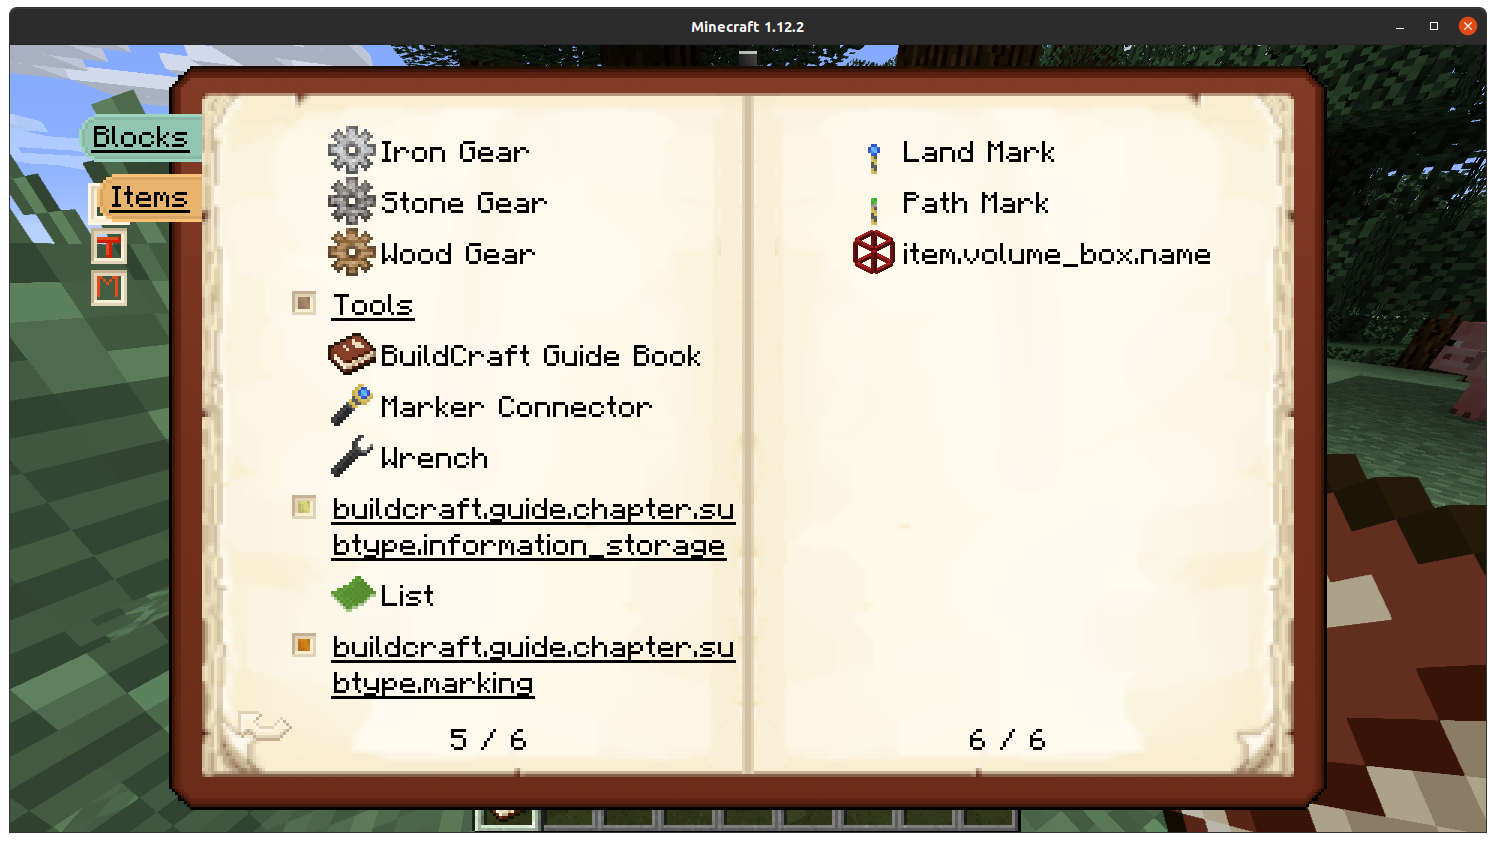 Minecraft 1.12.2
Blocks
Items
T
M
Iron Gear
Stone Gear
Wood Gear
Tools
BuildCraft Guide Book
Marker Connector
Wrench
buildcraft.guide.chapter.su
btype.information_storage
List
buildcraft.guide.chapter.su
btype.marking
5 / 6
Land Mark
Path Mark
item.volume_box.name
6 / 6